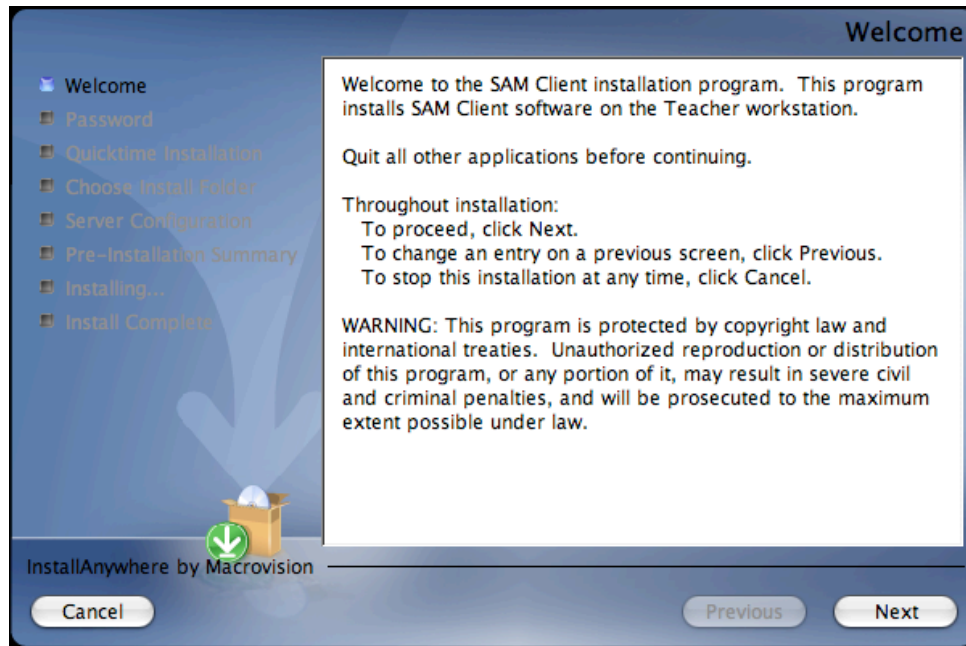 Welcome
Welcome
Password
Quicktime Installation
Choose Install Folder
Server Configuration
Pre-Installation Summary
Installing...
Install Complete
Welcome to the SAM Client installation program.  This program
installs SAM Client software on the Teacher workstation.
Quit all other applications before continuing.
Throughout installation:
To proceed, click Next.
To change an entry on a previous screen, click Previous.
To stop this installation at any time, click Cancel.
WARNING: This program is protected by copyright law and
international treaties.  Unauthorized reproduction or distribution
of this program, or any portion of it, may result in severe civil
and criminal penalties, and will be prosecuted to the maximum
extent possible under law.
InstallAnywhere by Macrovision
Cancel
Previous
Next